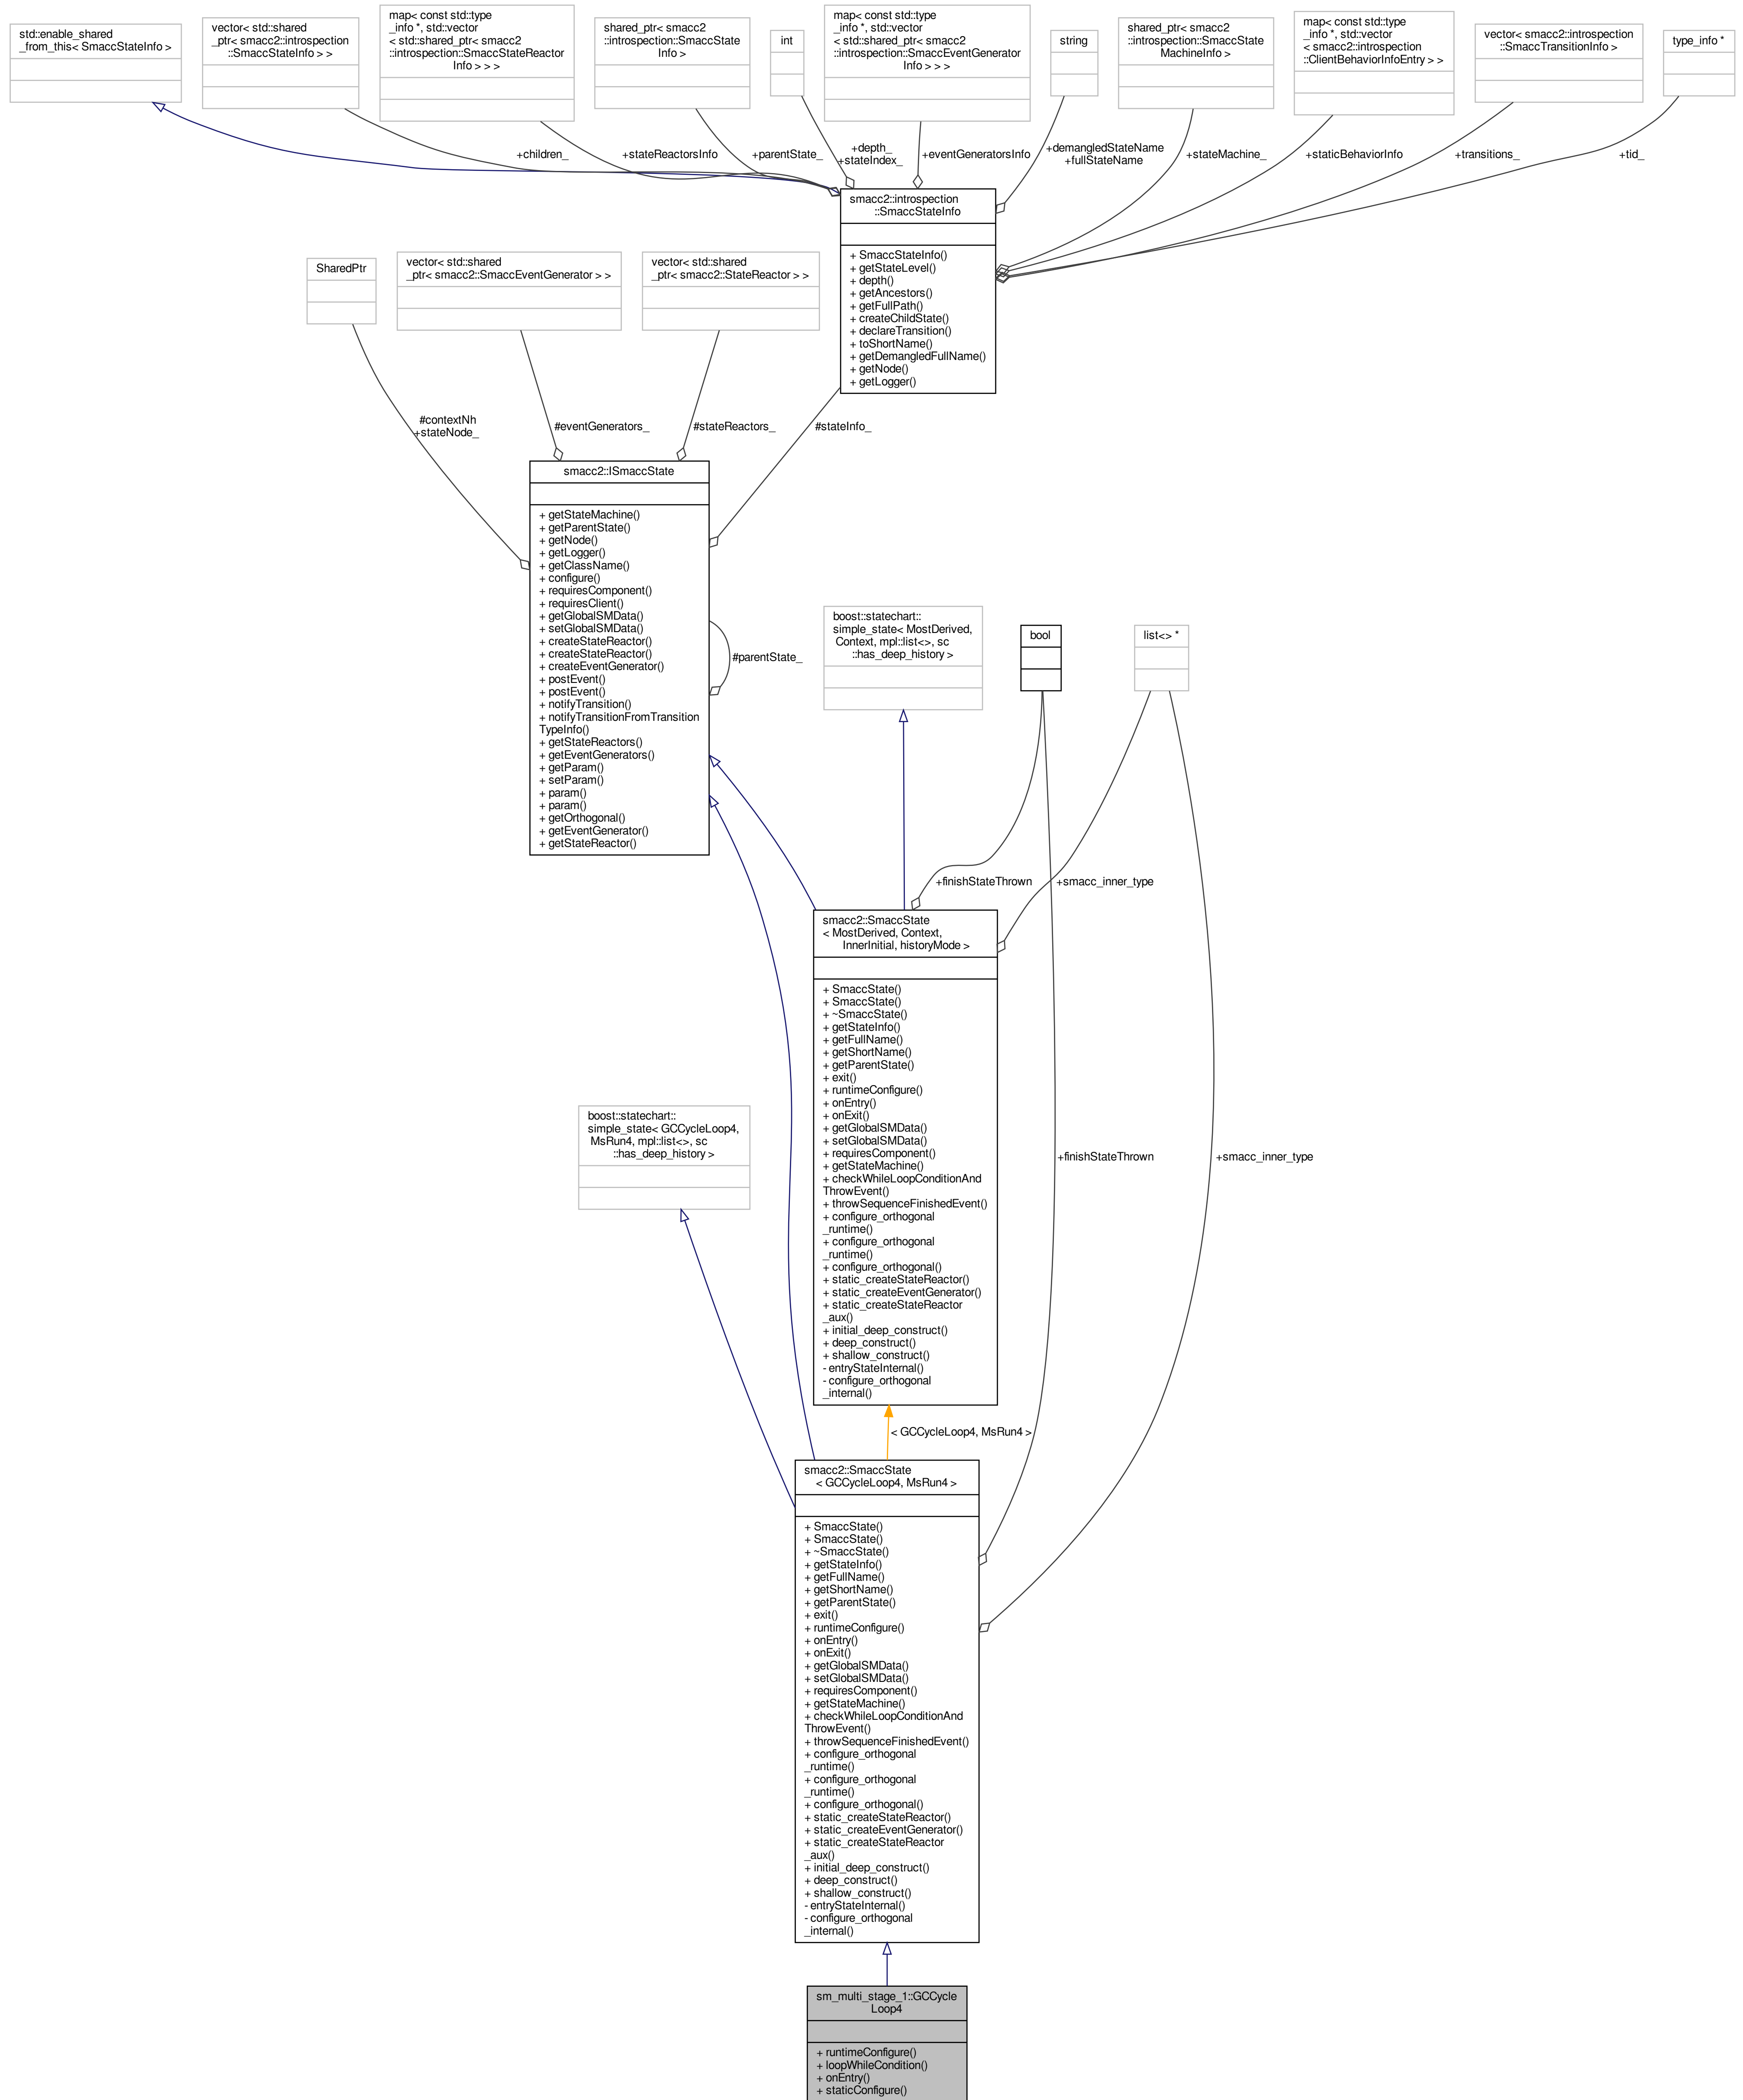 std::enable_shared
_from_this< SmaccStateInfo >
vector< std::shared
_ptr< smacc2::introspection
::SmaccStateInfo > >
map< const std::type
_info *, std::vector
< std::shared_ptr< smacc2
::introspection::SmaccStateReactor
Info > > >
shared_ptr< smacc2
::introspection::SmaccState
Info >
int
map< const std::type
_info *, std::vector
< std::shared_ptr< smacc2
::introspection::SmaccEventGenerator
Info > > >
string
shared_ptr< smacc2
::introspection::SmaccState
MachineInfo >
map< const std::type
_info *, std::vector
< smacc2::introspection
::ClientBehaviorInfoEntry > >
vector< smacc2::introspection
::SmaccTransitionInfo >
type_info *
+children_
+stateReactorsInfo
+parentState_
+depth_
+stateIndex_
+eventGeneratorsInfo
+demangledStateName
+fullStateName
+stateMachine_
+staticBehaviorInfo
+transitions_
+tid_
smacc2::introspection
::SmaccStateInfo
+ SmaccStateInfo()
+ getStateLevel()
+ depth()
+ getAncestors()
+ getFullPath()
+ createChildState()
+ declareTransition()
+ toShortName()
+ getDemangledFullName()
+ getNode()
+ getLogger()
SharedPtr
vector< std::shared
_ptr< smacc2::SmaccEventGenerator > >
vector< std::shared
_ptr< smacc2::StateReactor > >
#contextNh
+stateNode_
#eventGenerators_
#stateReactors_
#stateInfo_
smacc2::ISmaccState
+ getStateMachine()
+ getParentState()
+ getNode()
+ getLogger()
+ getClassName()
+ configure()
+ requiresComponent()
+ requiresClient()
+ getGlobalSMData()
+ setGlobalSMData()
+ createStateReactor()
+ createStateReactor()
+ createEventGenerator()
+ postEvent()
+ postEvent()
+ notifyTransition()
+ notifyTransitionFromTransition
TypeInfo()
+ getStateReactors()
+ getEventGenerators()
+ getParam()
+ setParam()
+ param()
+ param()
+ getOrthogonal()
+ getEventGenerator()
+ getStateReactor()
#parentState_
boost::statechart::
simple_state< MostDerived,
Context, mpl::list<>, sc
::has_deep_history >
bool
list<> *
+finishStateThrown
+smacc_inner_type
smacc2::SmaccState
< MostDerived, Context,
InnerInitial, historyMode >
+ SmaccState()
+ SmaccState()
+ ~SmaccState()
+ getStateInfo()
+ getFullName()
+ getShortName()
+ getParentState()
+ exit()
+ runtimeConfigure()
+ onEntry()
+ onExit()
+ getGlobalSMData()
+ setGlobalSMData()
+ requiresComponent()
+ getStateMachine()
+ checkWhileLoopConditionAnd
ThrowEvent()
+ throwSequenceFinishedEvent()
+ configure_orthogonal
_runtime()
+ configure_orthogonal
_runtime()
+ configure_orthogonal()
+ static_createStateReactor()
+ static_createEventGenerator()
+ static_createStateReactor
_aux()
+ initial_deep_construct()
+ deep_construct()
+ shallow_construct()
- entryStateInternal()
- configure_orthogonal
_internal()
boost::statechart::
simple_state< GCCycleLoop4,
MsRun4, mpl::list<>, sc
::has_deep_history >
+finishStateThrown
+smacc_inner_type
< GCCycleLoop4, MsRun4 >
smacc2::SmaccState
< GCCycleLoop4, MsRun4 >
+ SmaccState()
+ SmaccState()
+ ~SmaccState()
+ getStateInfo()
+ getFullName()
+ getShortName()
+ getParentState()
+ exit()
+ runtimeConfigure()
+ onEntry()
+ onExit()
+ getGlobalSMData()
+ setGlobalSMData()
+ requiresComponent()
+ getStateMachine()
+ checkWhileLoopConditionAnd
ThrowEvent()
+ throwSequenceFinishedEvent()
+ configure_orthogonal
_runtime()
+ configure_orthogonal
_runtime()
+ configure_orthogonal()
+ static_createStateReactor()
+ static_createEventGenerator()
+ static_createStateReactor
_aux()
+ initial_deep_construct()
+ deep_construct()
+ shallow_construct()
- entryStateInternal()
- configure_orthogonal
_internal()
sm_multi_stage_1::GCCycle
Loop4
+ runtimeConfigure()
+ loopWhileCondition()
+ onEntry()
+ staticConfigure()